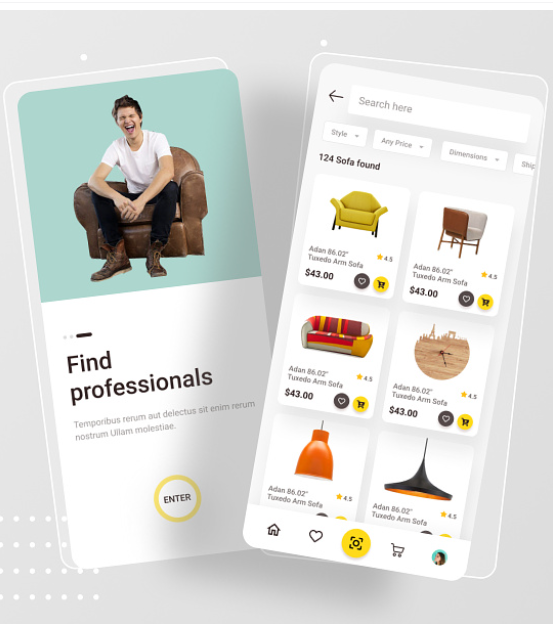 Find
professionals
Temporibus rerum aut delectus sit enim rerum
nostrum Ullam molestiae.
ENTER
Search here
Style
Any Price
Dimensions
Ship
124 Sofa found
Adan 86.02"
Tuxedo Arm Sofa
4.5
$43.00
Adan 86.02"
Tuxedo Arm Sofa
4.5
$43.00
Adan 86.02"
Tuxedo Arm Sofa
4.5
$43.00
Adan 86.02"
Tuxedo Arm Sofa
4.5
$43.00
Adan 86.02"
Tuxedo Arm Sofa
4.5
Adan 86.02"
Tuxedo Arm Sofa
4.5